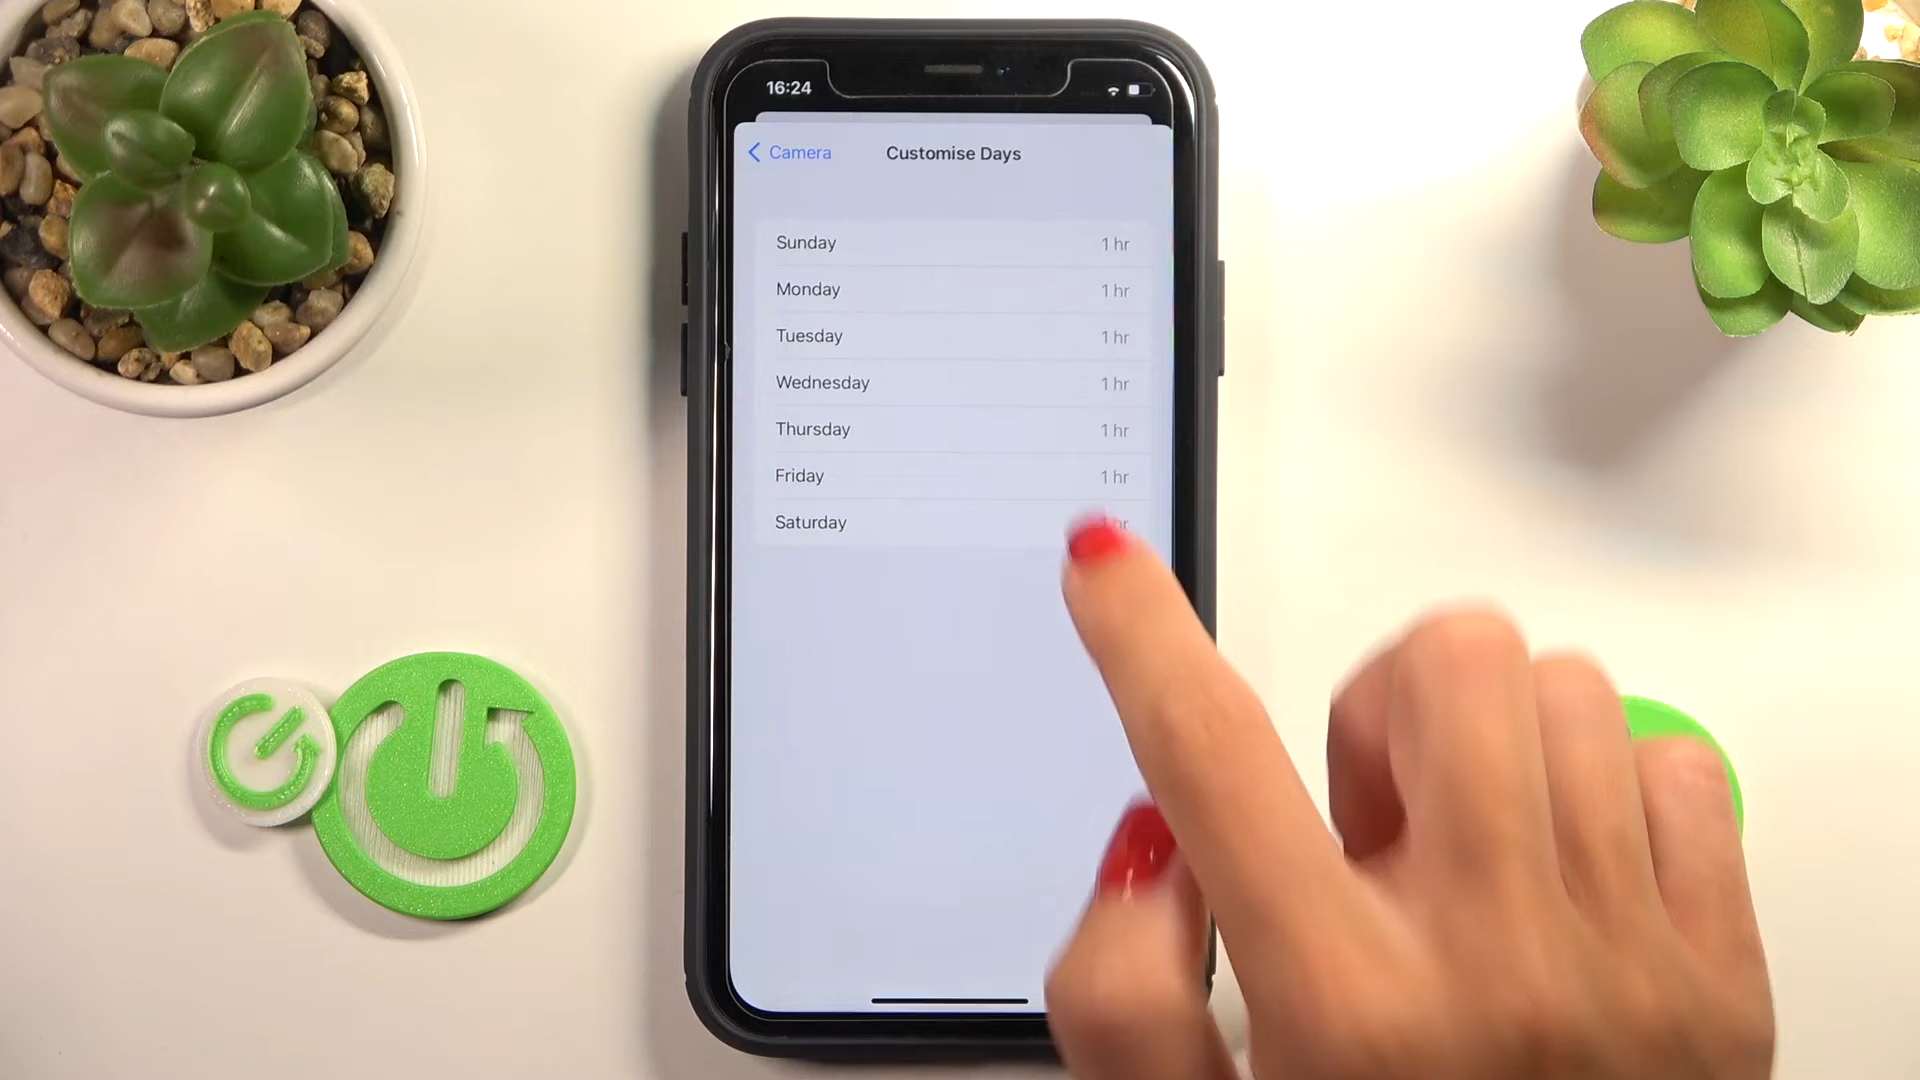 16:24
Camera
Customise Days
Sunday 1 hr
Monday 1 hr
Tuesday 1 hr
Wednesday 1 hr
Thursday 1 hr
Friday 1 hr
Saturday hr